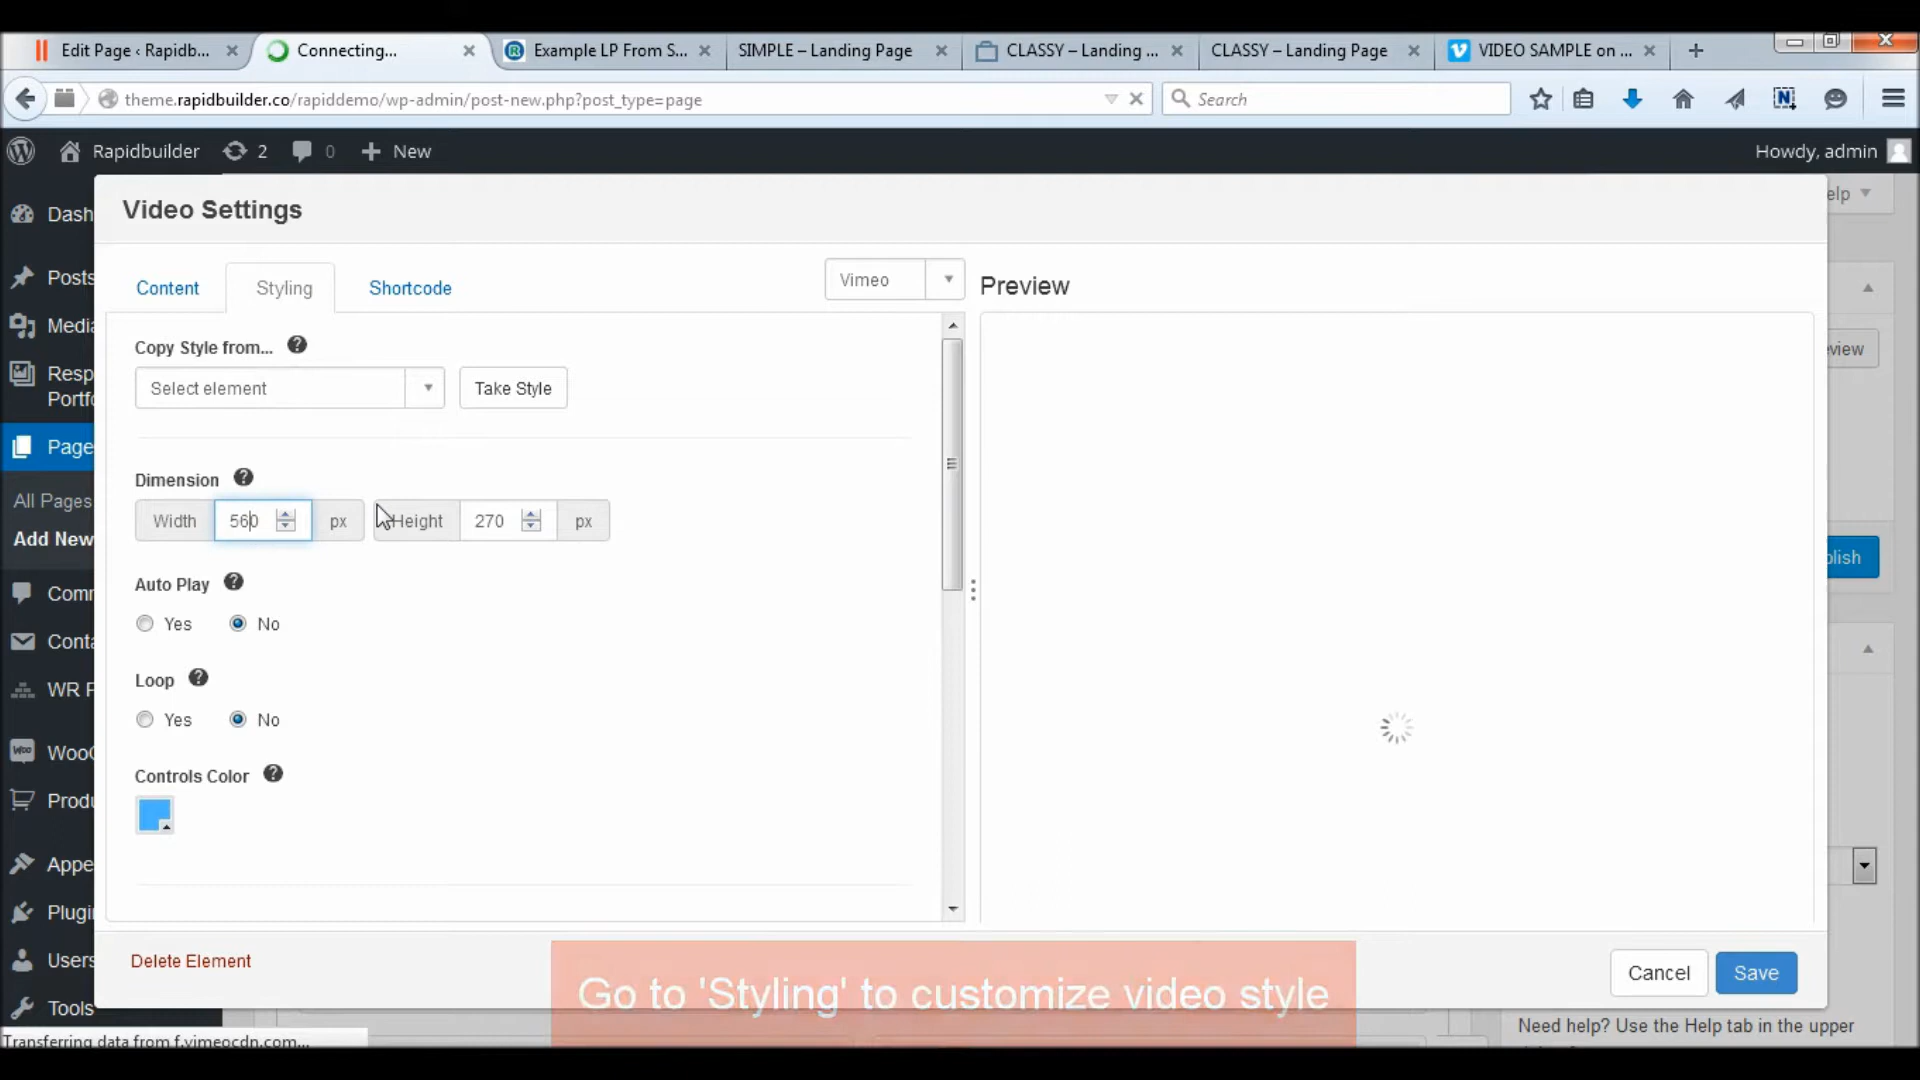 Edit Page ‹ Rapidb...
Connecting...
Example LP From S...
SIMPLE – Landing Page
CLASSY – Landing ...
CLASSY – Landing Page
VIDEO SAMPLE on ...
theme.rapidbuilder.co/rapiddemo/wp-admin/post-new.php?post_type=page
Search
Rapidbuilder
2
0
New
Howdy, admin
Video Settings
elp
Dash
Posts
Media
Resp
Portfo
Page
All Pages
Add New
Comm
Conta
WR P
Woo
WooC
Produ
Appe
Plugi
Users
Tools
Content
Styling
Shortcode
Vimeo
Preview
Copy Style from...
Select element
Take Style
Dimension
Width 560 px Height 270 px
Auto Play
Yes No
Loop
Yes No
Controls Color
view
blish
Delete Element
Go to 'Styling' to customize video style
Cancel
Save
Need help? Use the Help tab in the upper
Transferring data from f.vimeocdn.com...